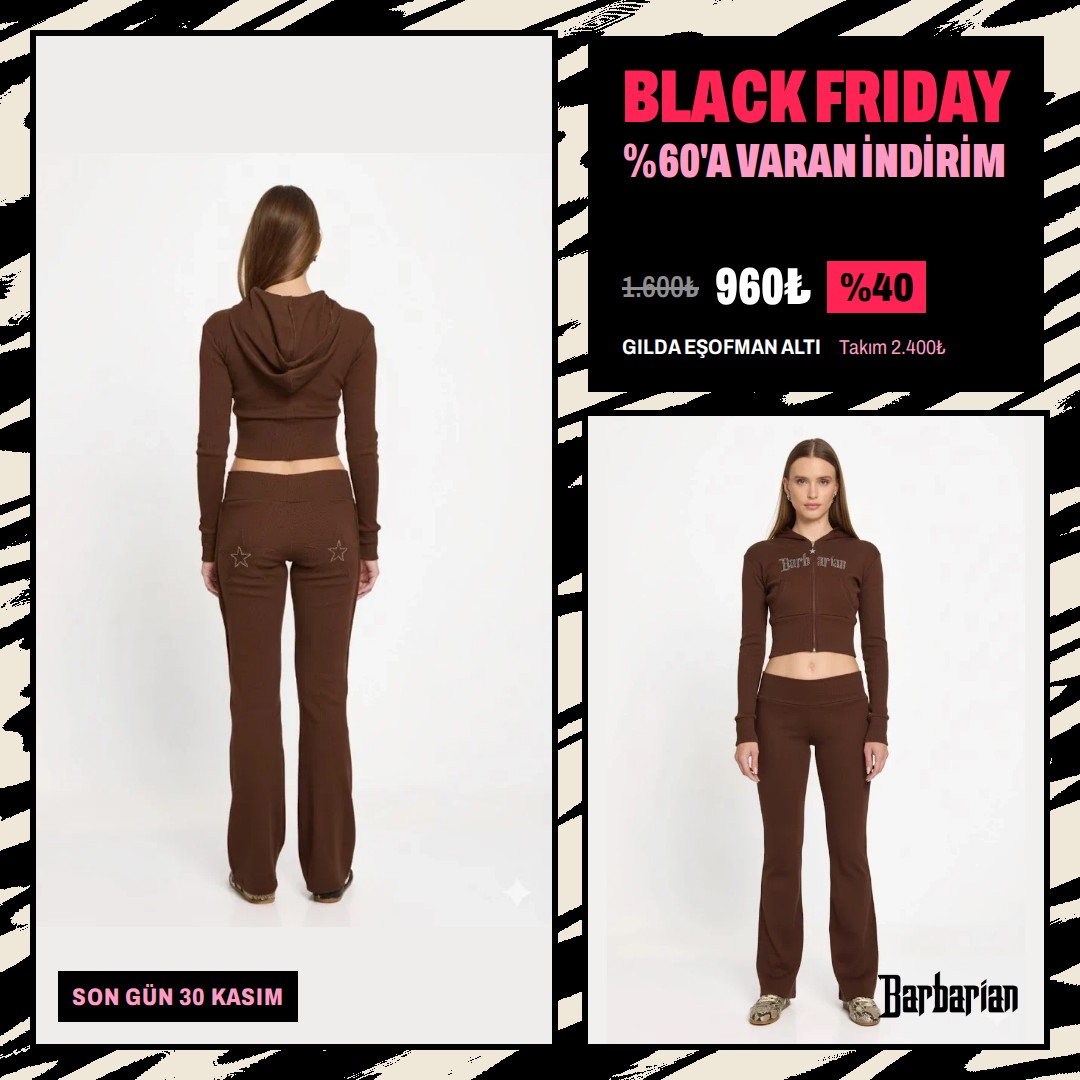 BLACK FRIDAY
%60'A VARAN İNDİRİM
1.600₺ 960₺ %40
GILDA EŞOFMAN ALTI Takım 2.400₺
Barbarian
SON GÜN 30 KASIM
Barbarian